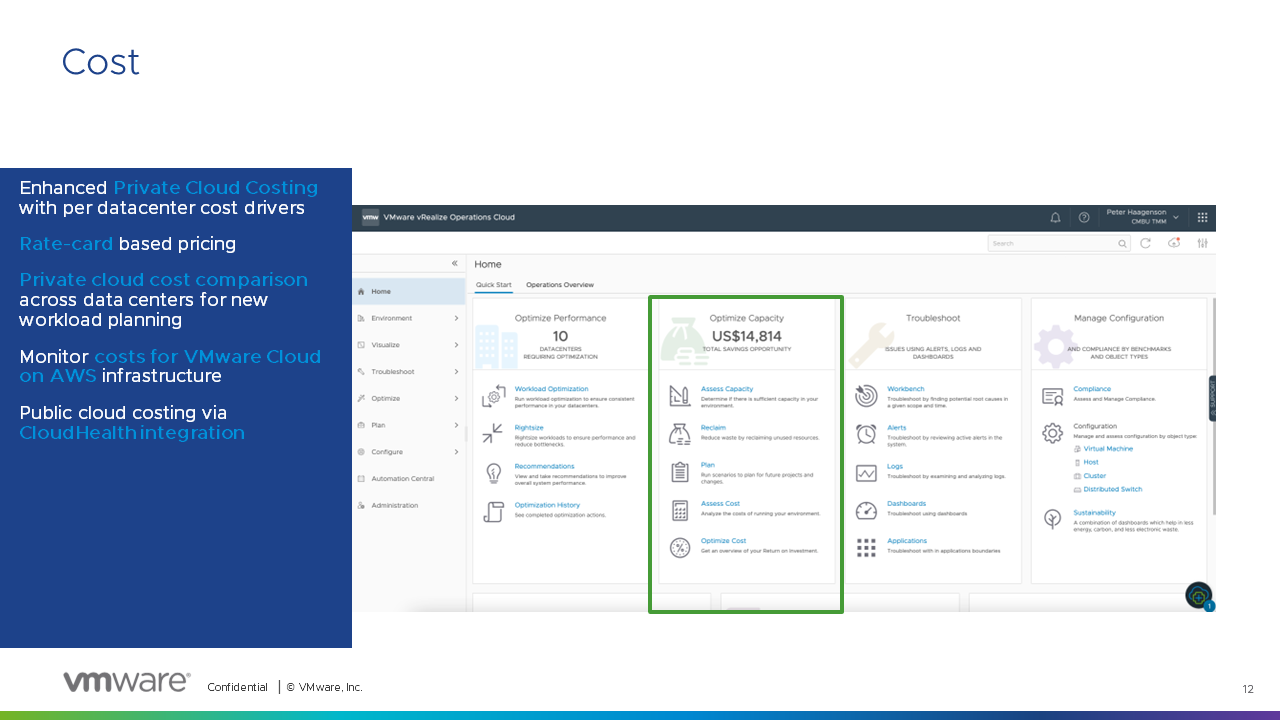 Cost
Enhanced Private Cloud Costing
with per datacenter cost drivers
Rate-card based pricing
Private cloud cost comparison
across data centers for new
workload planning
Monitor costs for VMware Cloud
on AWS infrastructure
Public cloud costing via
CloudHealth integration
vmw VMware vRealize Operations Cloud
Peter Haagenson
CMBU TMM
Search
Home
Environment
Visualize
Troubleshoot
Optimize
Plan
Configure
Automation Central
Administration
Home
Quick Start Operations Overview
Optimize Performance
10
DATACENTERS
REQUIRING OPTIMIZATION
Workload Optimization
Run workload optimization to ensure consistent
performance in your datacenters.
Rightsize
Rightsize workloads to ensure performance and
reduce bottlenecks.
Recommendations
View and take recommendations to improve
overall system performance.
Optimization History
See completed optimization actions.
Optimize Capacity
US$14,814
TOTAL SAVINGS OPPORTUNITY
Assess Capacity
Determine if there is sufficient capacity in your
environment.
Reclaim
Reduce waste by reclaiming unused resources.
Plan
Run scenarios to plan for future projects and
changes.
Assess Cost
Analyze the costs of running your environment.
Optimize Cost
Get an overview of your Return on Investment.
Troubleshoot
ISSUES USING ALERTS, LOGS AND
DASHBOARDS
Workbench
Troubleshoot by finding potential root causes in
a given scope and time.
Alerts
Troubleshoot by reviewing active alerts in the
system.
Logs
Troubleshoot by examining and analyzing logs.
Dashboards
Troubleshoot using dashboards
Applications
Troubleshoot with in applications boundaries
Manage Configuration
AND COMPLIANCE BY BENCHMARKS
AND OBJECT TYPES
Compliance
Assess and Manage Compliance.
Configuration
Manage and assess configuration by object type:
Virtual Machine
Host
Cluster
Distributed Switch
Sustainability
A combination of dashboards which help in less
energy, carbon, and less electronic waste.
SUPPORT
1
vmware®
Confidential | © VMware, Inc.
12